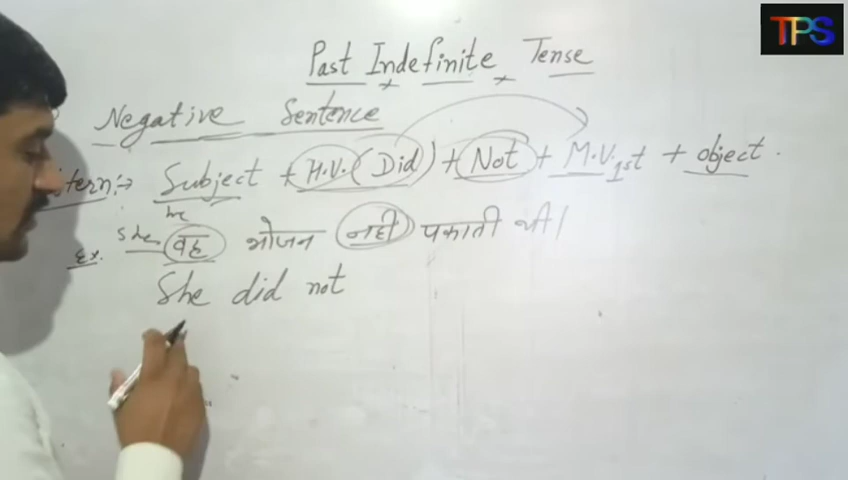 TPS
Past Indefinite Tense
Negative Sentence
Subject + H.V. (Did) + Not + M.V. 1st + object.
he
Ex. She वह भोजन नही पकाती थी।
She did not